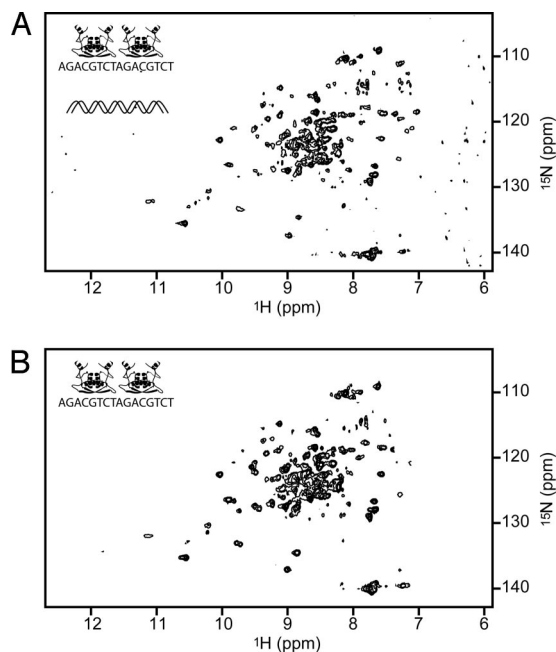 A
AGACGTCTAGACGTCT
110
120
130
140
15N (ppm)
12 11 10 9 8 7 6
1H (ppm)
B
AGACGTCTAGACGTCT
110
120
130
140
15N (ppm)
12 11 10 9 8 7 6
1H (ppm)